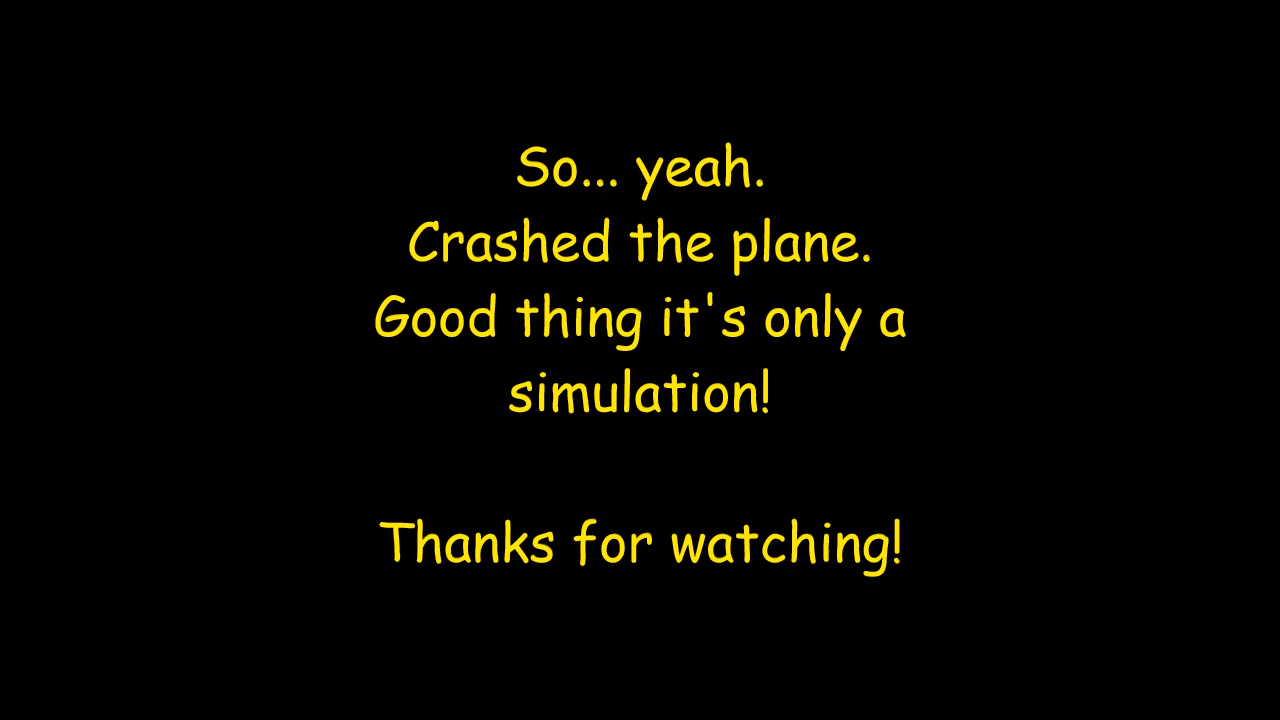 So... yeah.
Crashed the plane.
Good thing it's only a
simulation!
Thanks for watching!